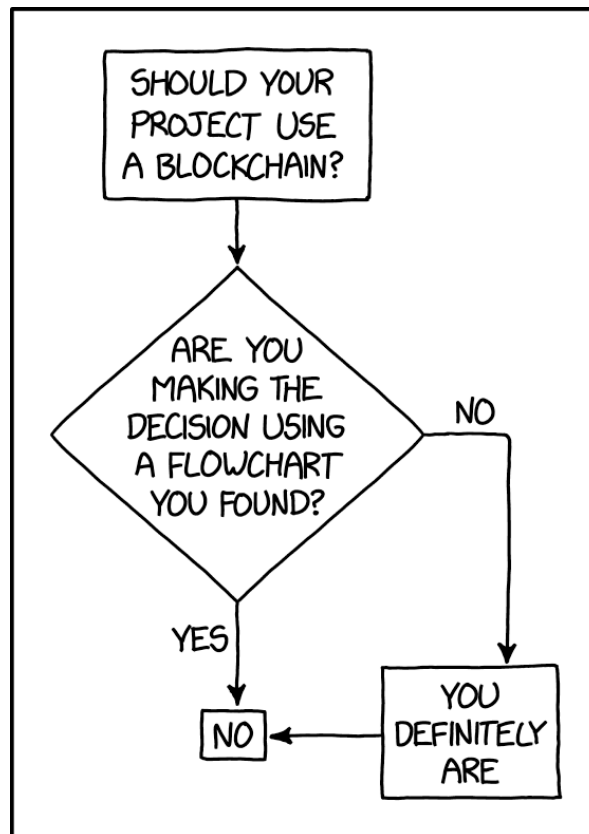 SHOULD YOUR
PROJECT USE
A BLOCKCHAIN?
ARE YOU
MAKING THE
DECISION USING
A FLOWCHART
YOU FOUND?
NO
YES
NO
YOU
DEFINITELY
ARE